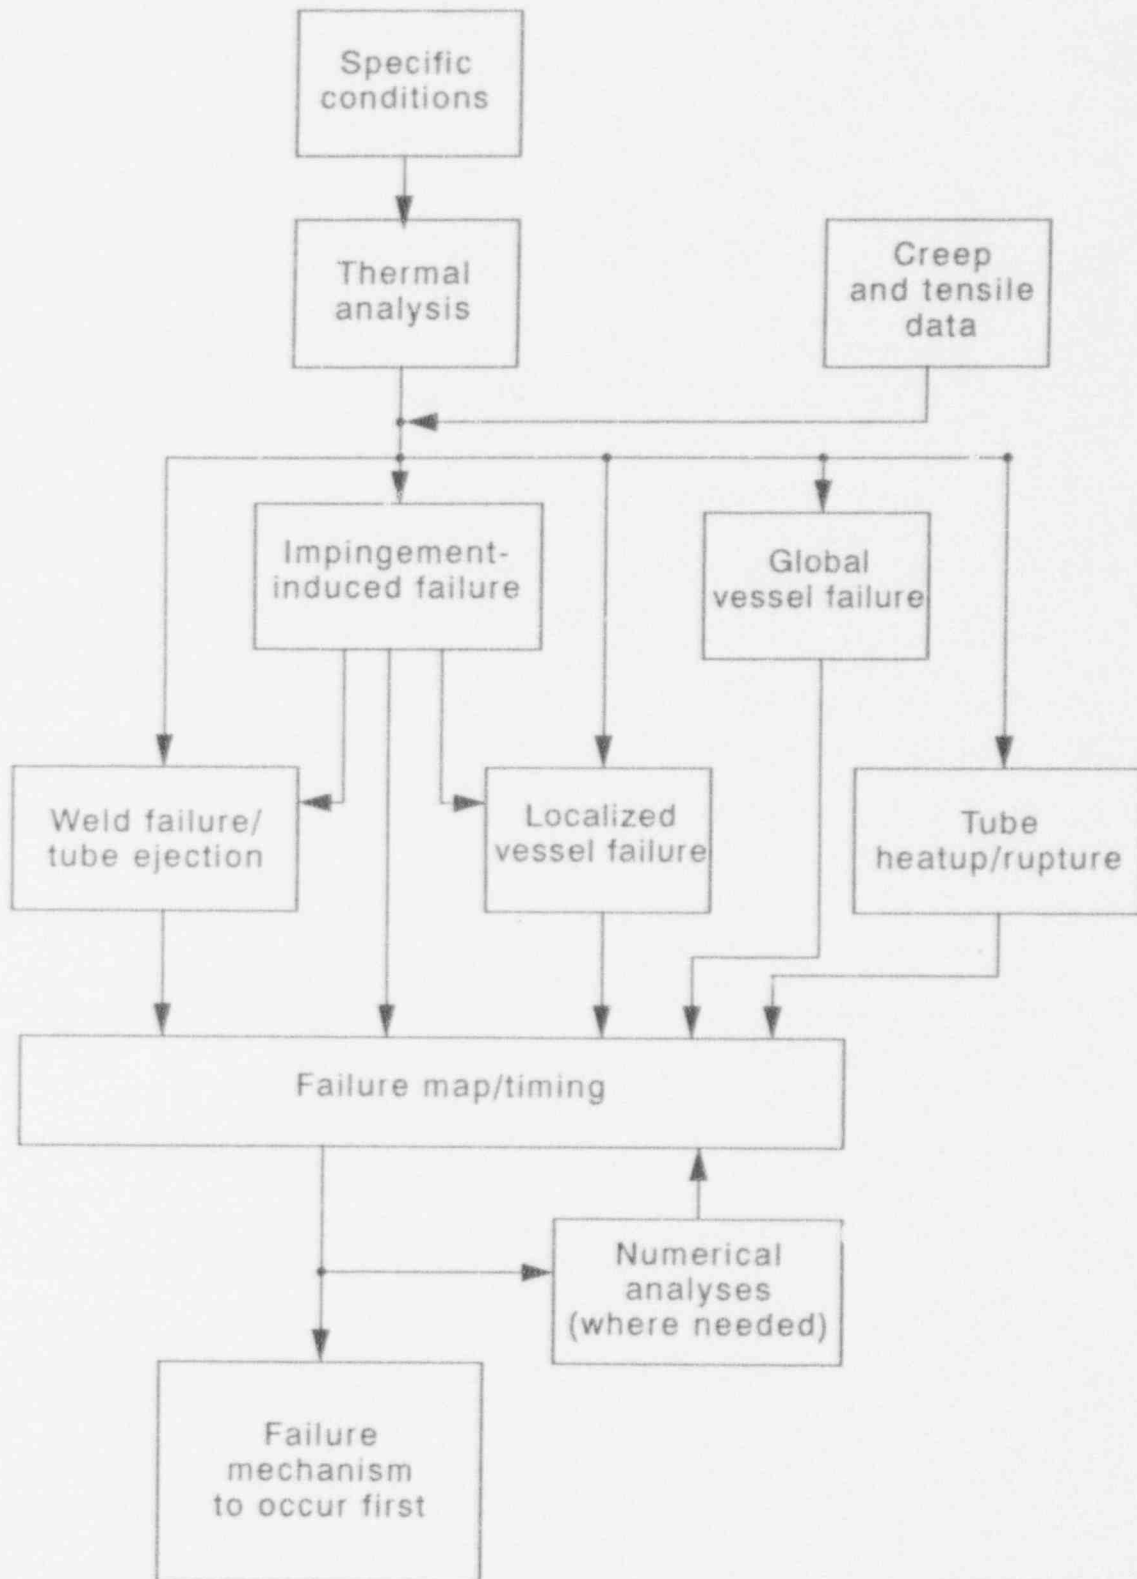 Specific
conditions
Thermal
analysis
Creep
and tensile
data
Impingement-
induced failure
Global
vessel failure
Weld failure/
tube ejection
Localized
vessel failure
Tube
heatup/rupture
Failure map/timing
Numerical
analyses
(where needed)
Failure
mechanism
to occur first